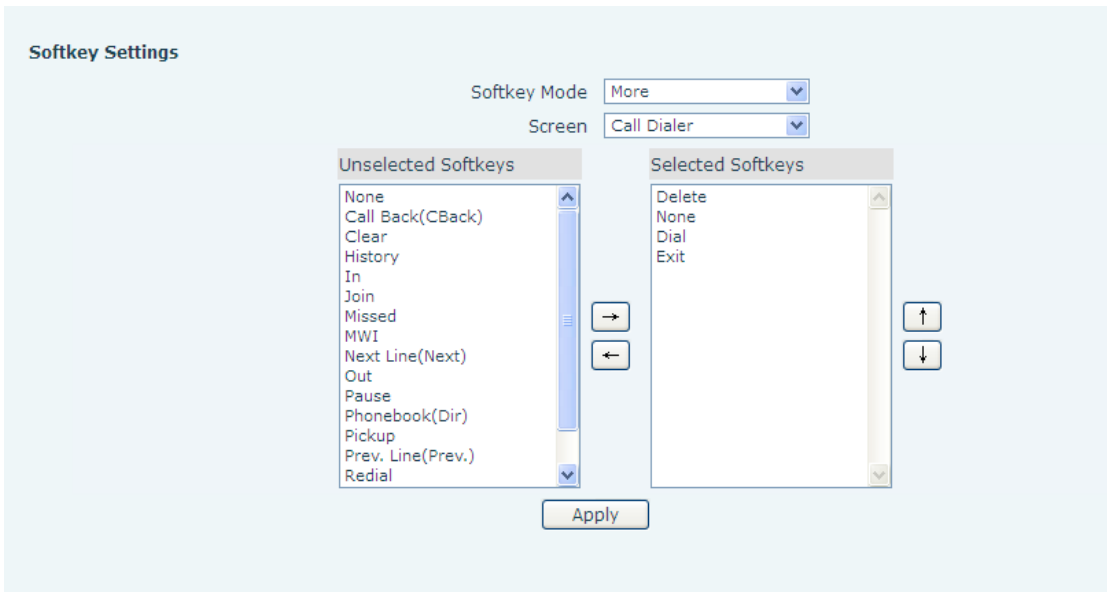 Softkey Settings
Softkey Mode More
Screen Call Dialer
Unselected Softkeys
None
Call Back(CBack)
Clear
History
In
Join
Missed
MWI
Next Line(Next)
Out
Pause
Phonebook(Dir)
Pickup
Prev. Line(Prev.)
Redial
→
←
Selected Softkeys
Delete
None
Dial
Exit
↑
↓
Apply